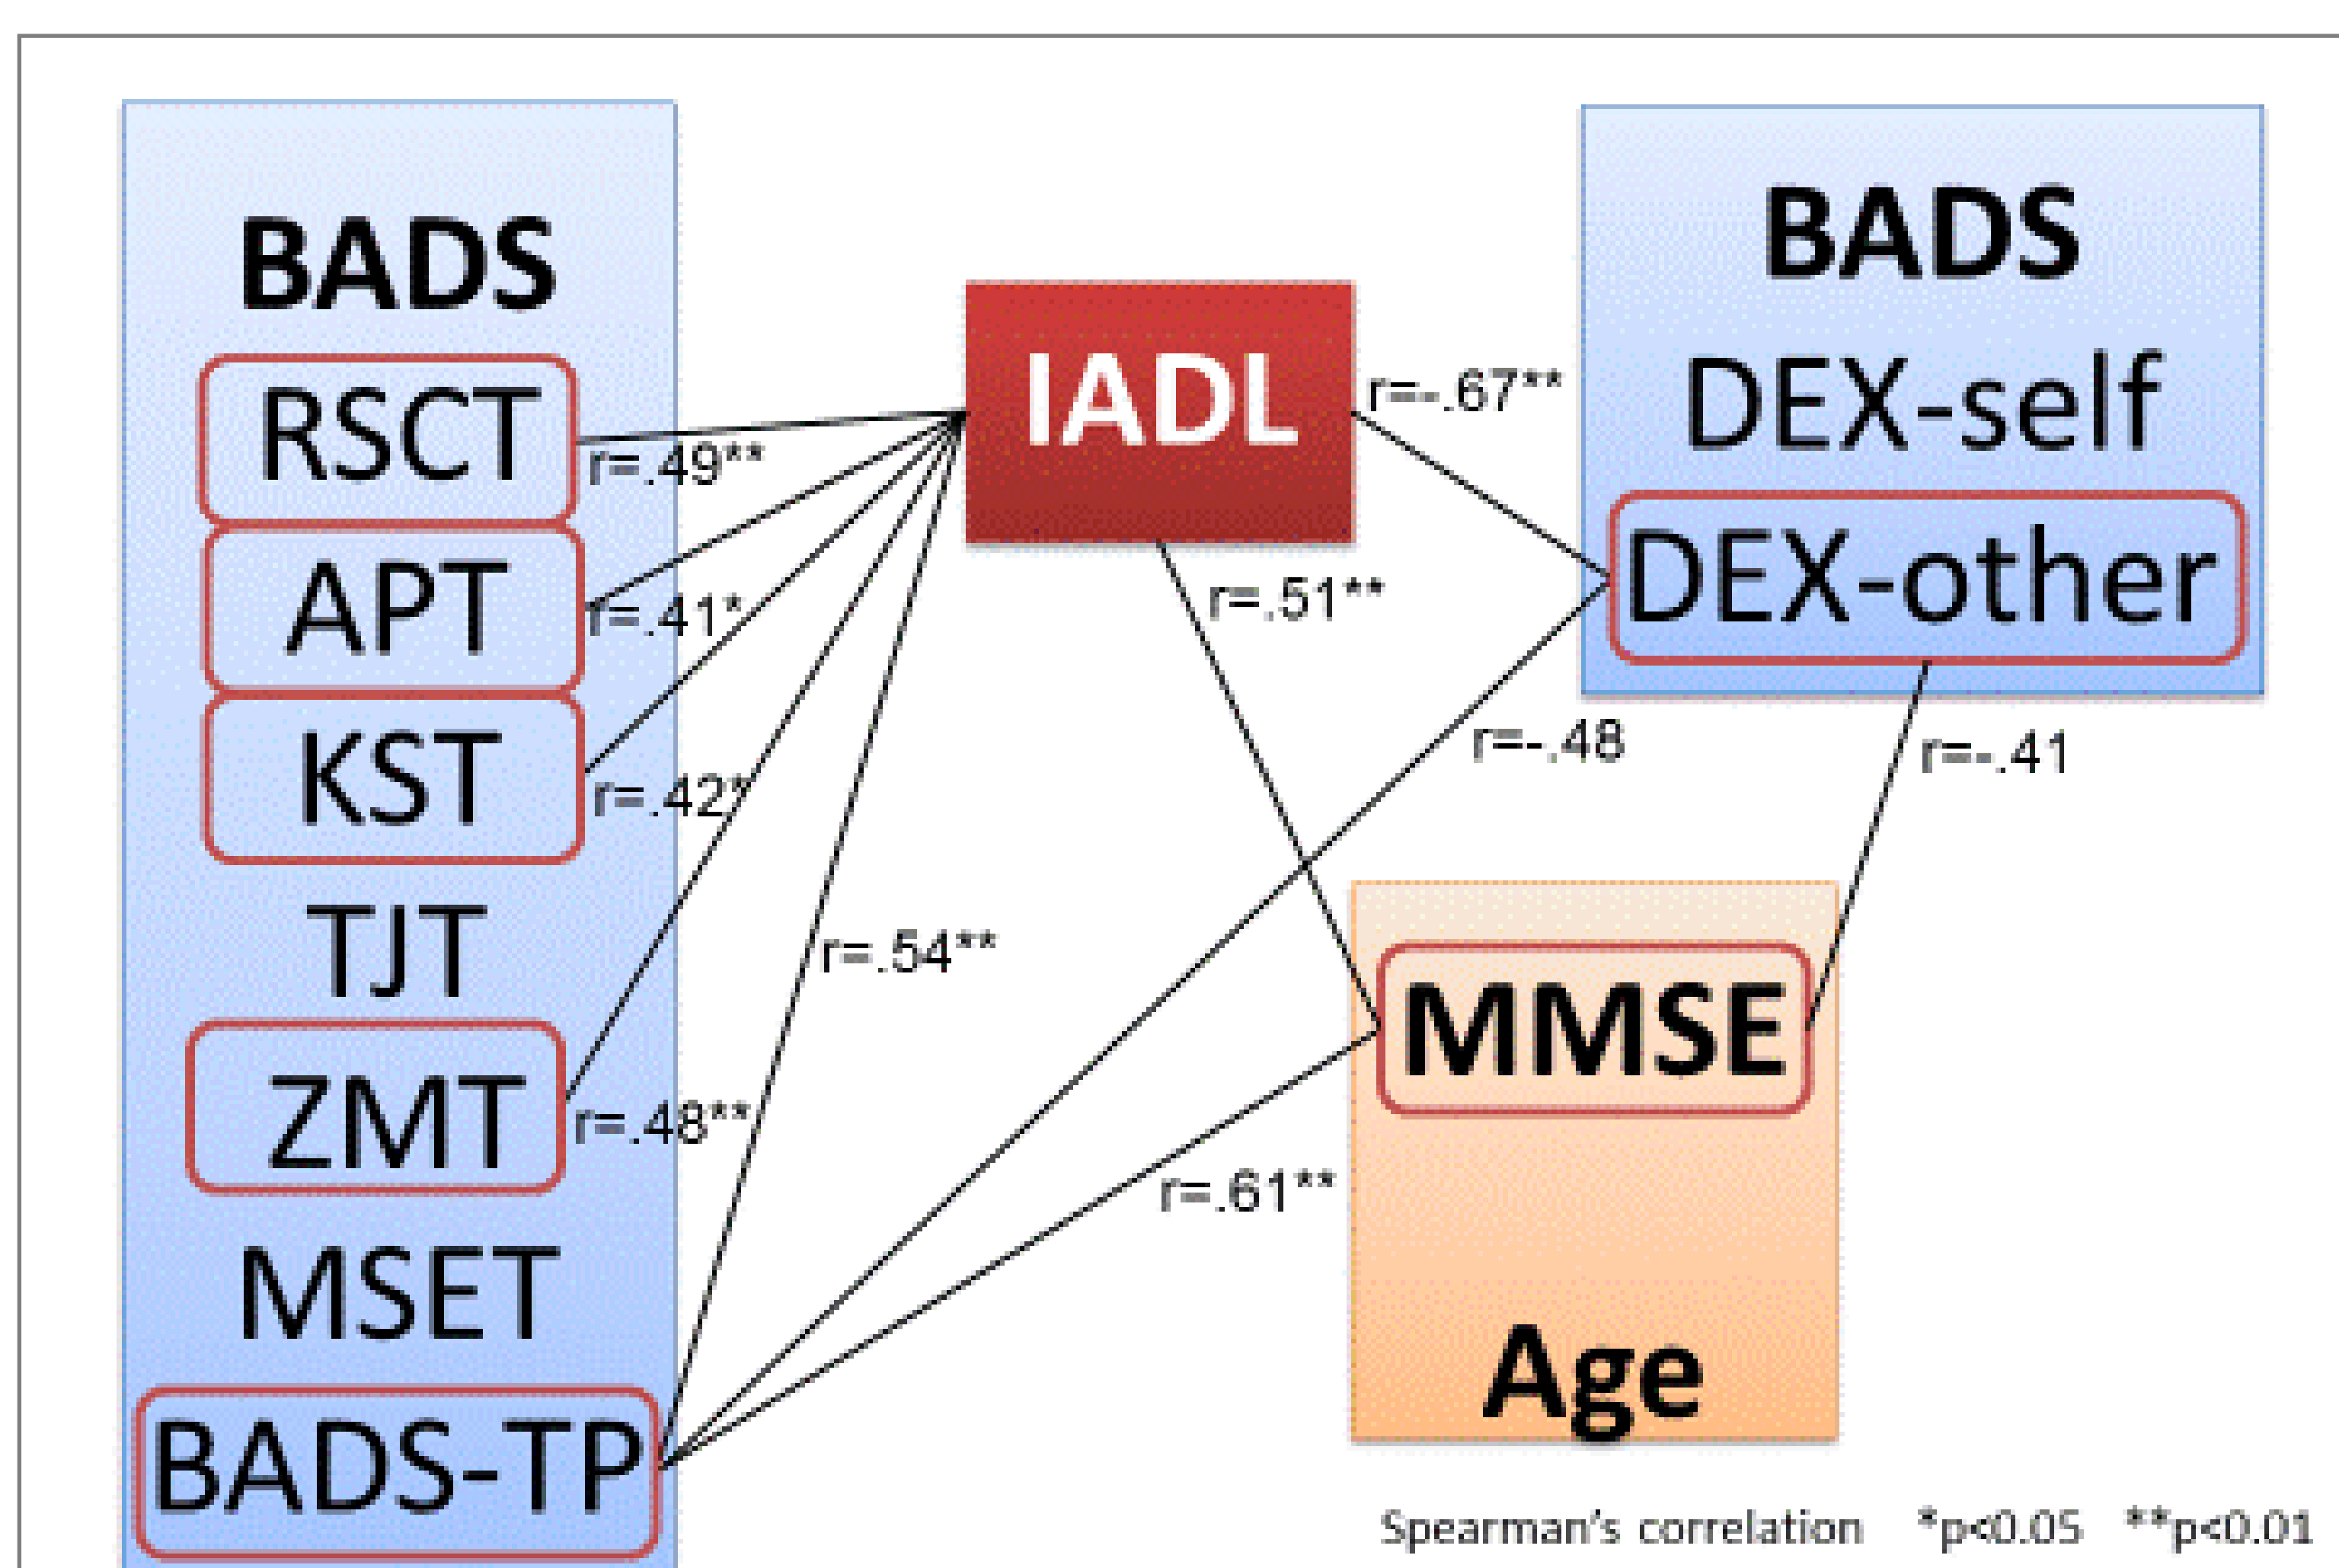 BADS
RSCT
r=.49**
APT
r=.41*
KST
r=.42*
TJT
ZMT
r=.48**
MSET
BADS-TP
IADL
r=.54**
r=-.67**
r=.51**
r=-.48
r=.61**
BADS
DEX-self
DEX-other
r=-.41
MMSE
Age
Spearman's correlation *p<0.05 **p<0.01